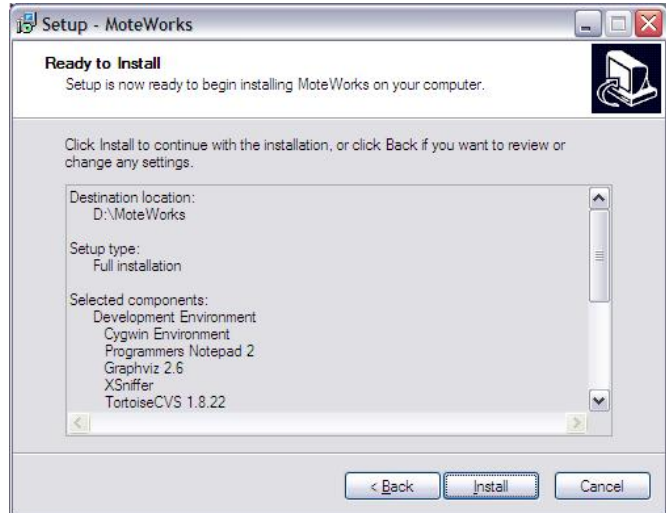 Setup - MoteWorks
Ready to Install
Setup is now ready to begin installing MoteWorks on your computer.
Click Install to continue with the installation, or click Back if you want to review or
change any settings.
Destination location:
D:\MoteWorks
Setup type:
Full installation
Selected components:
Development Environment
Cygwin Environment
Programmers Notepad 2
Graphviz 2.6
XSniffer
TortoiseCVS 1.8.22
< Back
Install
Cancel